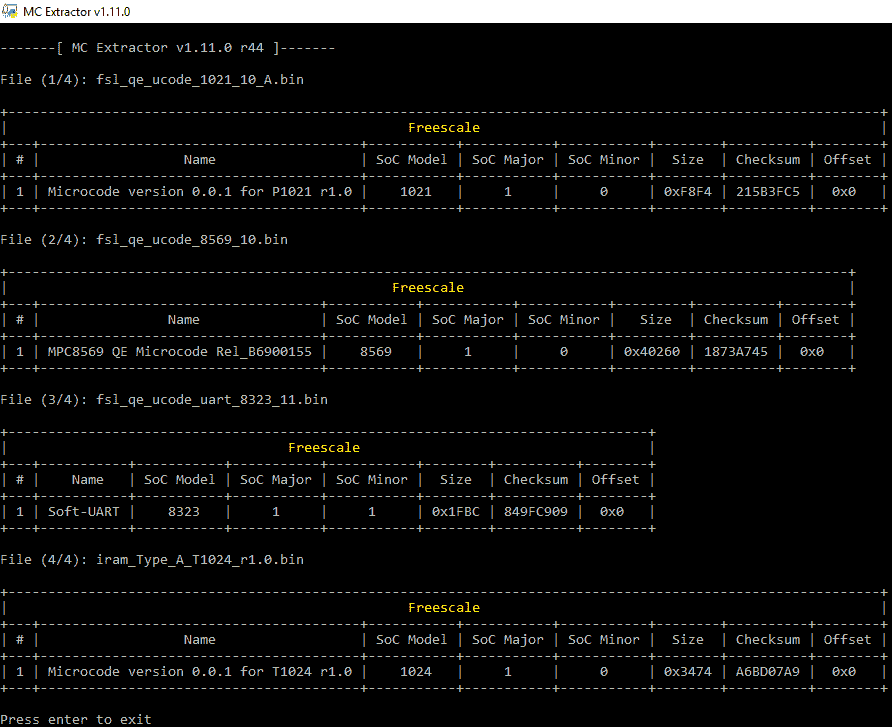 MC Extractor v1.11.0
-------[ MC Extractor v1.11.0 r44 ]-------
File (1/4): fsl_qe_ucode_1021_10_A.bin
Freescale
| # | Name | SoC Model | SoC Major | SoC Minor | Size | Checksum | Offset |
| 1 | Microcode version 0.0.1 for P1021 r1.0 | 1021 | 1 | 0 | 0xF8F4 | 215B3FC5 | 0x0 |
File (2/4): fsl_qe_ucode_8569_10.bin
Freescale
| # | Name | SoC Model | SoC Major | SoC Minor | Size | Checksum | Offset |
| 1 | MPC8569 QE Microcode Rel_B6900155 | 8569 | 1 | 0 | 0x40260 | 1873A745 | 0x0 |
File (3/4): fsl_qe_ucode_uart_8323_11.bin
Freescale
| # | Name | SoC Model | SoC Major | SoC Minor | Size | Checksum | Offset |
| 1 | Soft-UART | 8323 | 1 | 1 | 0x1FBC | 849FC909 | 0x0 |
File (4/4): iram_Type_A_T1024_r1.0.bin
Freescale
| # | Name | SoC Model | SoC Major | SoC Minor | Size | Checksum | Offset |
| 1 | Microcode version 0.0.1 for T1024 r1.0 | 1024 | 1 | 0 | 0x3474 | A6BD07A9 | 0x0 |
Press enter to exit